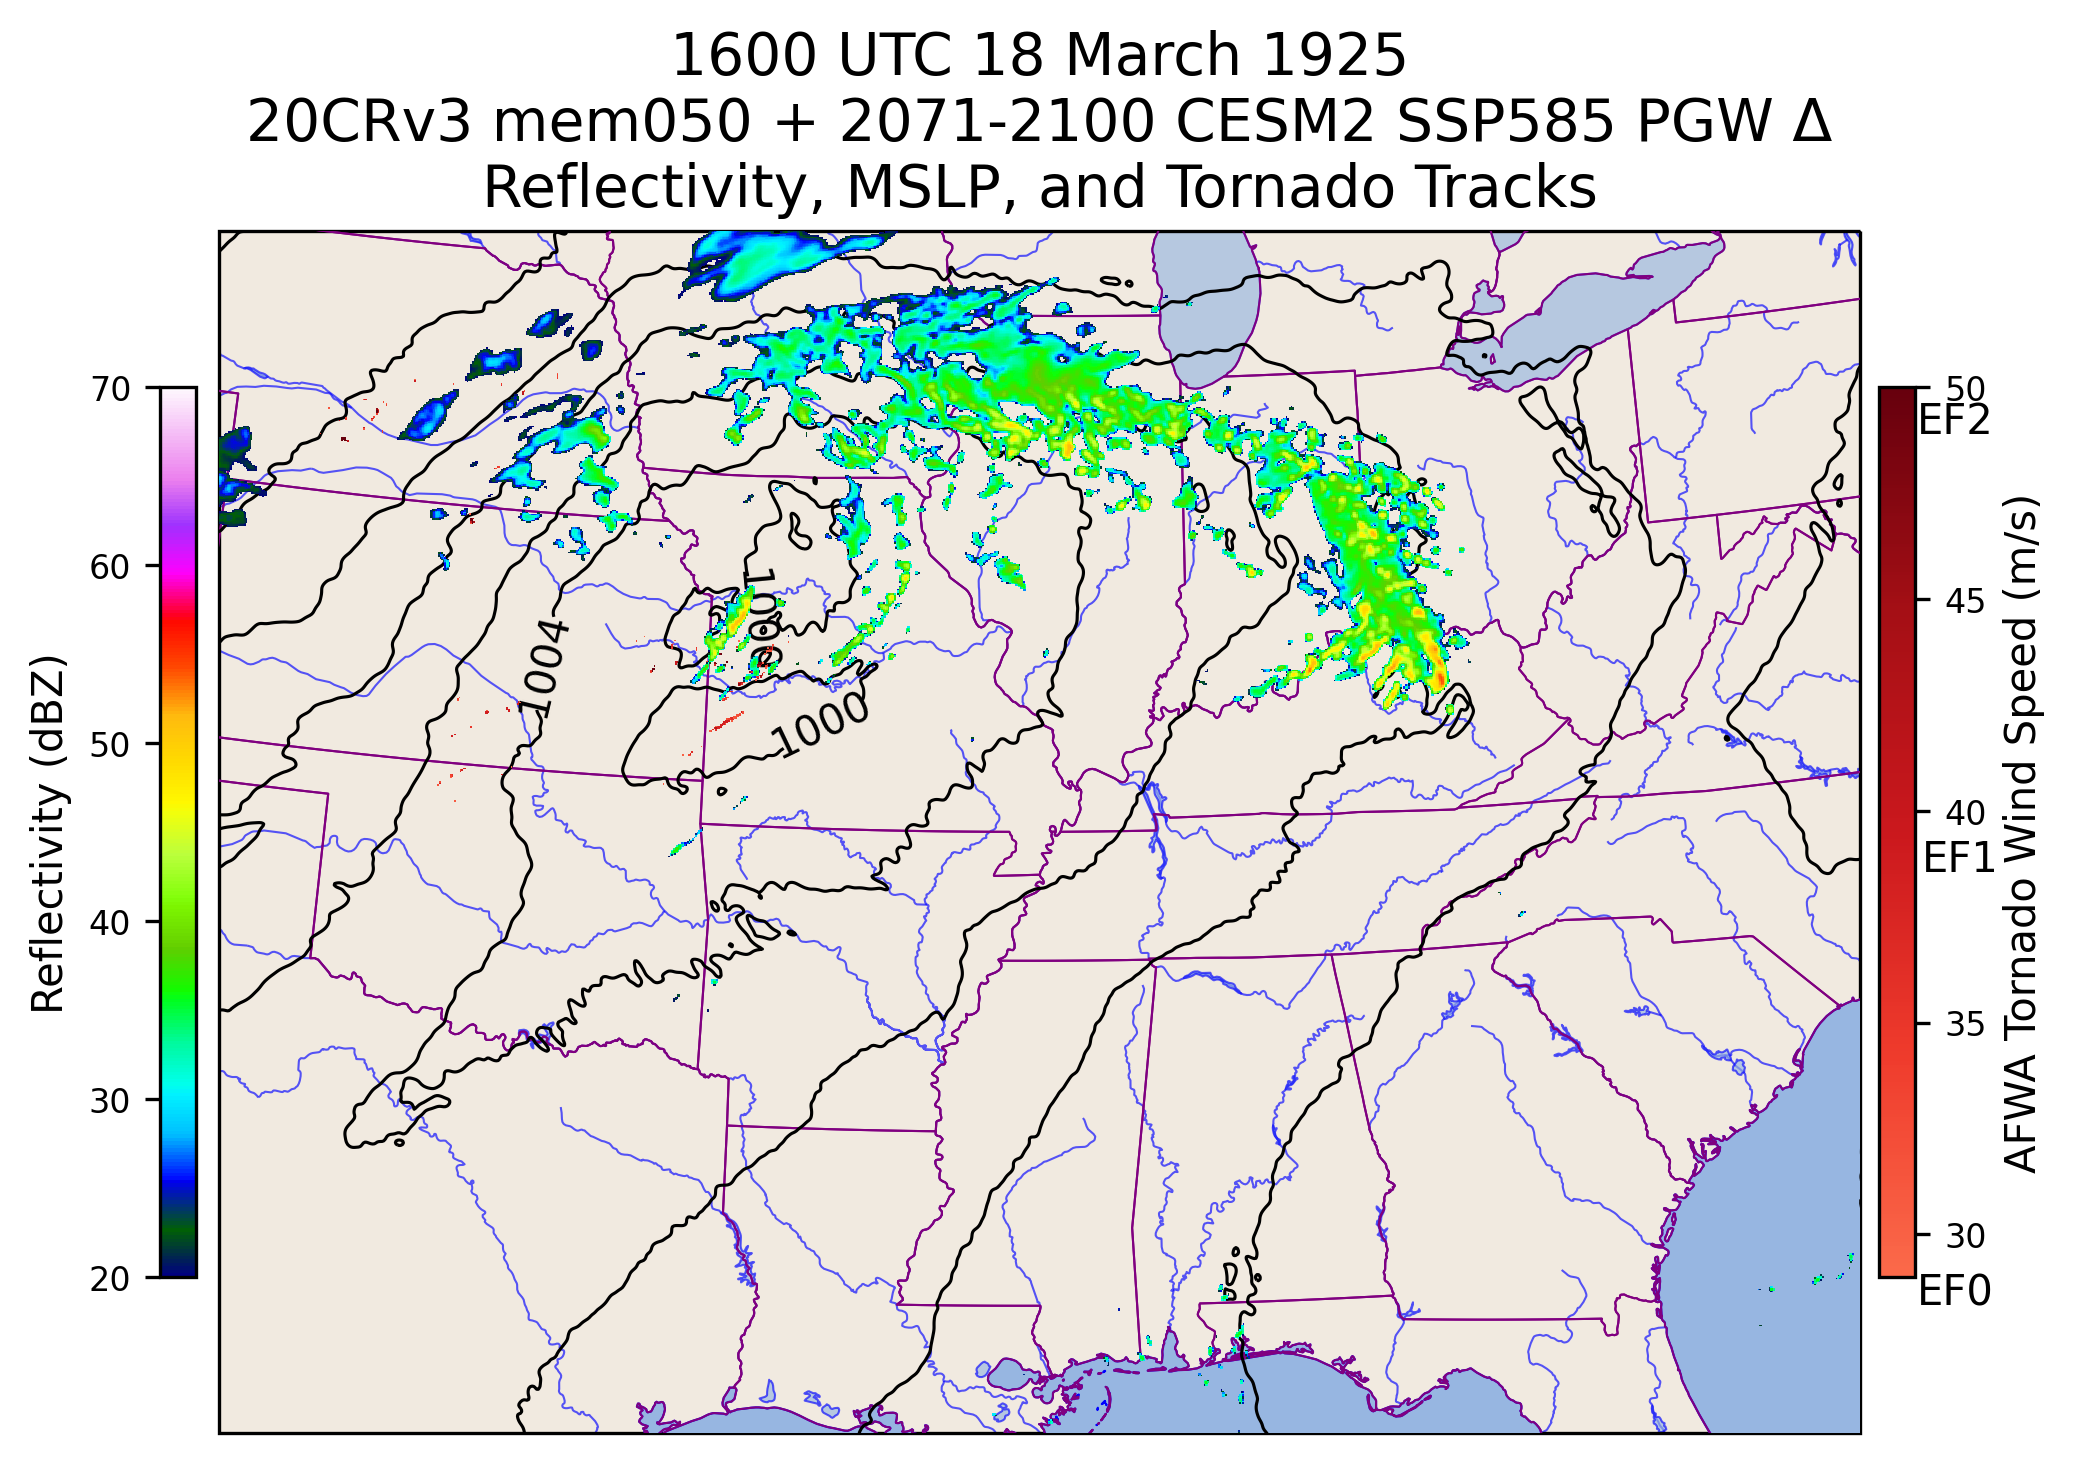 1600 UTC 18 March 1925
20CRv3 mem050 + 2071-2100 CESM2 SSP585 PGW Δ
Reflectivity, MSLP, and Tornado Tracks
Reflectivity (dBZ)
70
60
50
40
30
20
1000
1004
1000
50
EF2
45
40
EF1
35
30
EF0
AFWA Tornado Wind Speed (m/s)